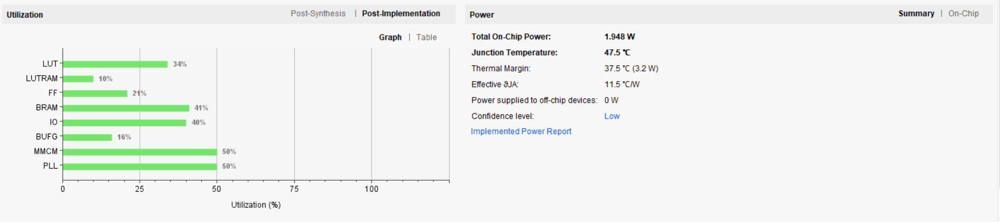 Utilization
Post-Synthesis | Post-Implementation
Graph | Table
LUT 34%
LUTRAM 10%
FF 21%
BRAM 41%
IO 40%
BUFG 16%
MMCM 50%
PLL 50%
0 25 50 75 100
Utilization (%)
Power
Summary | On-Chip
Total On-Chip Power: 1.948 W
Junction Temperature: 47.5 °C
Thermal Margin: 37.5 °C (3.2 W)
Effective ϑJA: 11.5 °C/W
Power supplied to off-chip devices: 0 W
Confidence level: Low
Implemented Power Report